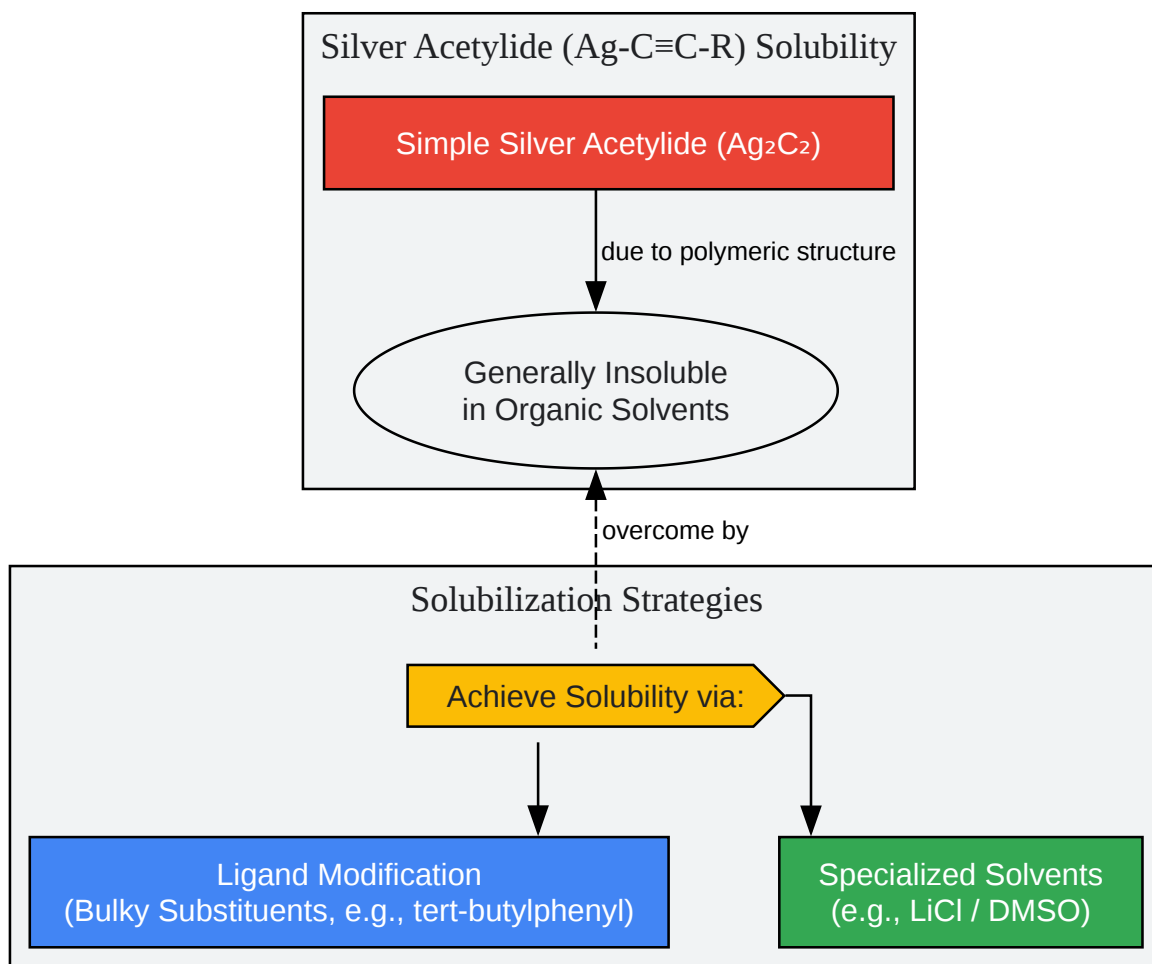 Silver Acetylide (Ag-C≡C-R) Solubility
Simple Silver Acetylide (Ag₂C₂)
due to polymeric structure
Generally Insoluble
in Organic Solvents
overcome by
Solubilization Strategies
Achieve Solubility via:
Ligand Modification
(Bulky Substituents, e.g., tert-butylphenyl)
Specialized Solvents
(e.g., LiCl / DMSO)